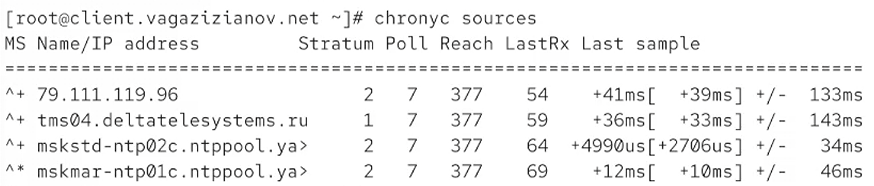 [root@client.vagazizianov.net ~]# chronyc sources
MS Name/IP address         Stratum Poll Reach LastRx Last sample
===============================================================================
^+ 79.111.119.96                 2   7   377    54    +41ms[  +39ms] +/-  133ms
^+ tms04.deltatelesystems.ru     1   7   377    59    +36ms[  +33ms] +/-  143ms
^+ mskstd-ntp02c.ntppool.ya>     2   7   377    64  +4990us[+2706us] +/-   34ms
^* mskmar-ntp01c.ntppool.ya>     2   7   377    69    +12ms[  +10ms] +/-   46ms